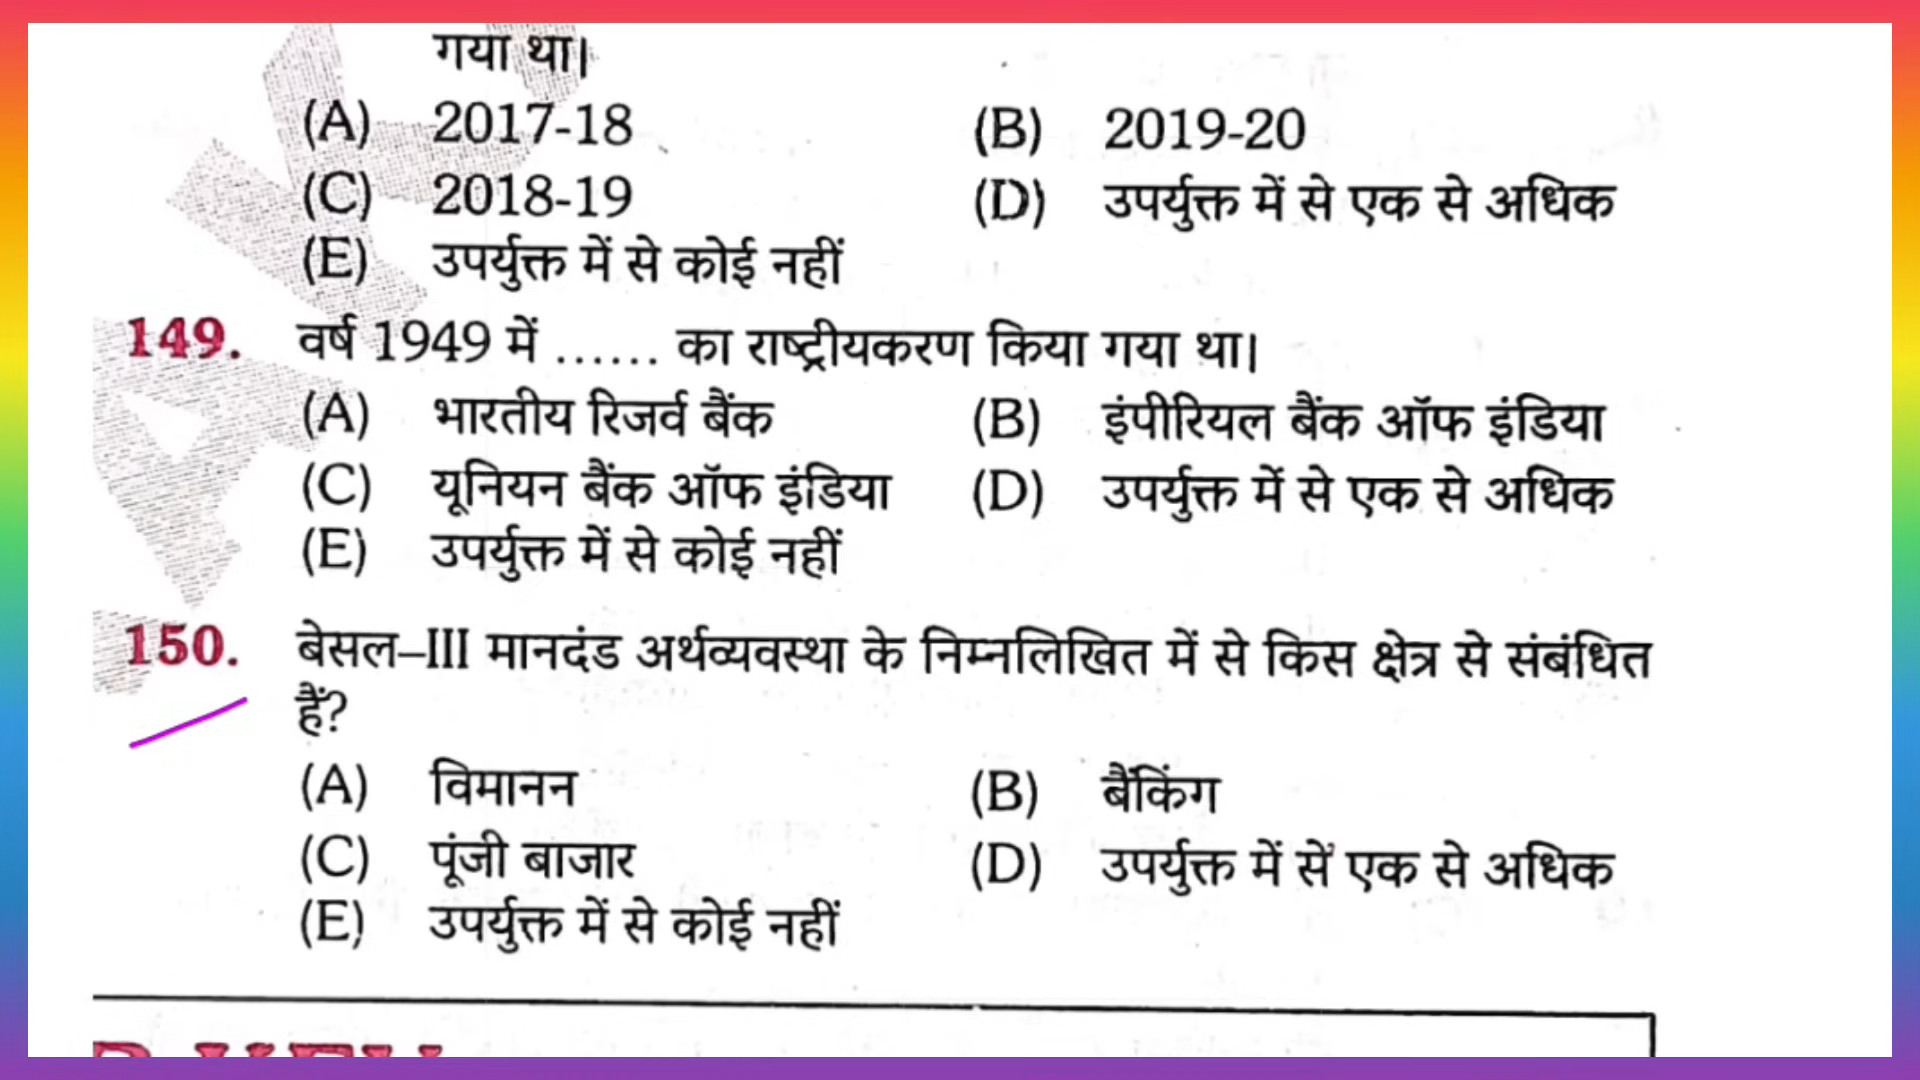 गया था।
(A) 2017-18 (B) 2019-20
(C) 2018-19 (D) उपर्युक्त में से एक से अधिक
(E) उपर्युक्त में से कोई नहीं
149. वर्ष 1949 में ...... का राष्ट्रीयकरण किया गया था।
(A) भारतीय रिजर्व बैंक (B) इंपीरियल बैंक ऑफ इंडिया
(C) यूनियन बैंक ऑफ इंडिया (D) उपर्युक्त में से एक से अधिक
(E) उपर्युक्त में से कोई नहीं
150. बेसल–III मानदंड अर्थव्यवस्था के निम्नलिखित में से किस क्षेत्र से संबंधित
हैं?
(A) विमानन (B) बैंकिंग
(C) पूंजी बाजार (D) उपर्युक्त में से एक से अधिक
(E) उपर्युक्त में से कोई नहीं